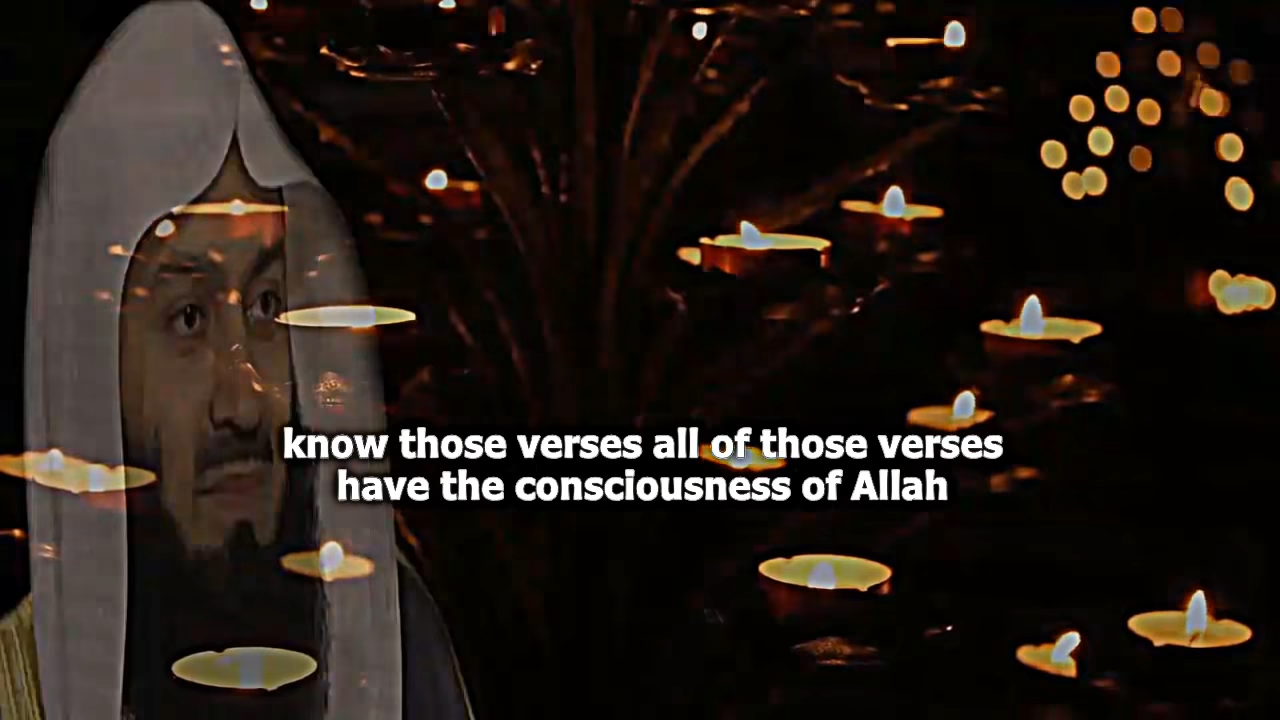 know those verses all of those verses
have the consciousness of Allah